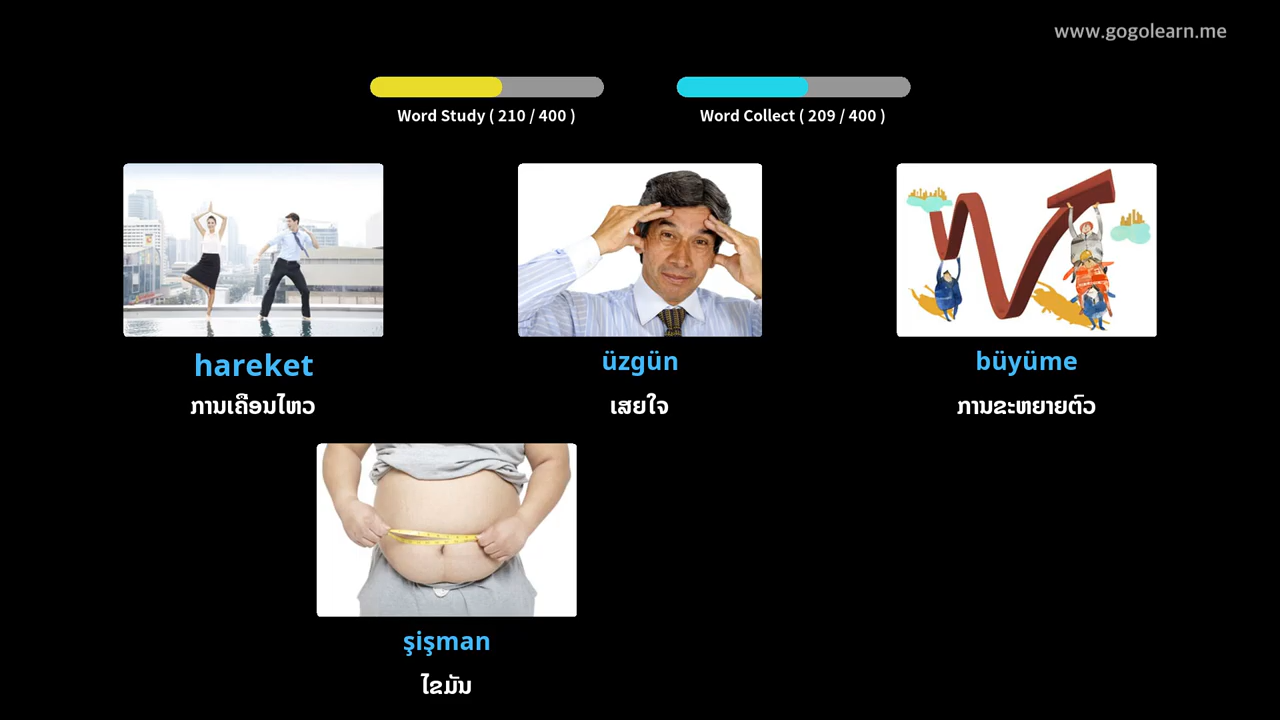 www.gogolearn.me
Word Study ( 210 / 400 )
Word Collect ( 209 / 400 )
hareket
ການເຄື່ອນໄຫວ
üzgün
ເສຍໃຈ
büyüme
ການຂະຫຍາຍຕົວ
şişman
ໄຂມັນ